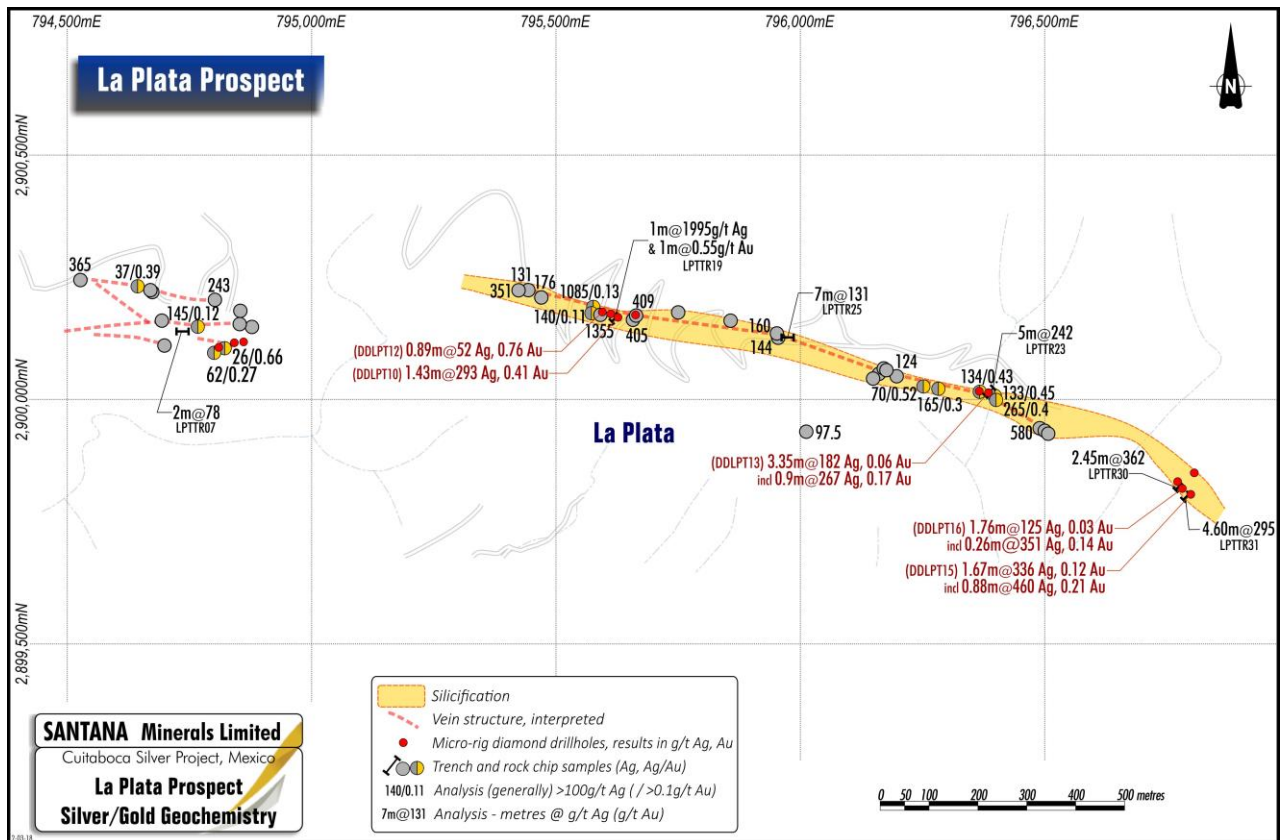 794,500mE
795,000mE
795,500mE
796,000mE
796,500mE
La Plata Prospect
N
2,900,500mN
2,900,000mN
2,899,500mN
365
37/0.39
243
145/0.12
26/0.66
62/0.27
2m@78
LPTTR07
1m@1995g/t Ag
& 1m@0.55g/t Au
LPTTR19
131
351
176
1085/0.13
140/0.11
1355
409
405
7m@131
LPTTR25
160
144
(DDLPT12) 0.89m@52 Ag, 0.76 Au
(DDLPT10) 1.43m@293 Ag, 0.41 Au
5m@242
LPTTR23
124
134/0.43
70/0.52
165/0.3
133/0.45
265/0.4
580
La Plata
97.5
(DDLPT13) 3.35m@182 Ag, 0.06 Au
incl 0.9m@267 Ag, 0.17 Au
2.45m@362
LPTTR30
(DDLPT16) 1.76m@125 Ag, 0.03 Au
incl 0.26m@351 Ag, 0.14 Au
4.60m@295
LPTTR31
(DDLPT15) 1.67m@336 Ag, 0.12 Au
incl 0.88m@460 Ag, 0.21 Au
Silicification
Vein structure, interpreted
Micro-rig diamond drillholes, results in g/t Ag, Au
Trench and rock chip samples (Ag, Ag/Au)
140/0.11 Analysis (generally) >100g/t Ag ( / >0.1g/t Au)
7m@131 Analysis - metres @ g/t Ag (g/t Au)
SANTANA Minerals Limited
Cuitaboca Silver Project, Mexico
La Plata Prospect
Silver/Gold Geochemistry
0 50 100 200 300 400 500 metres